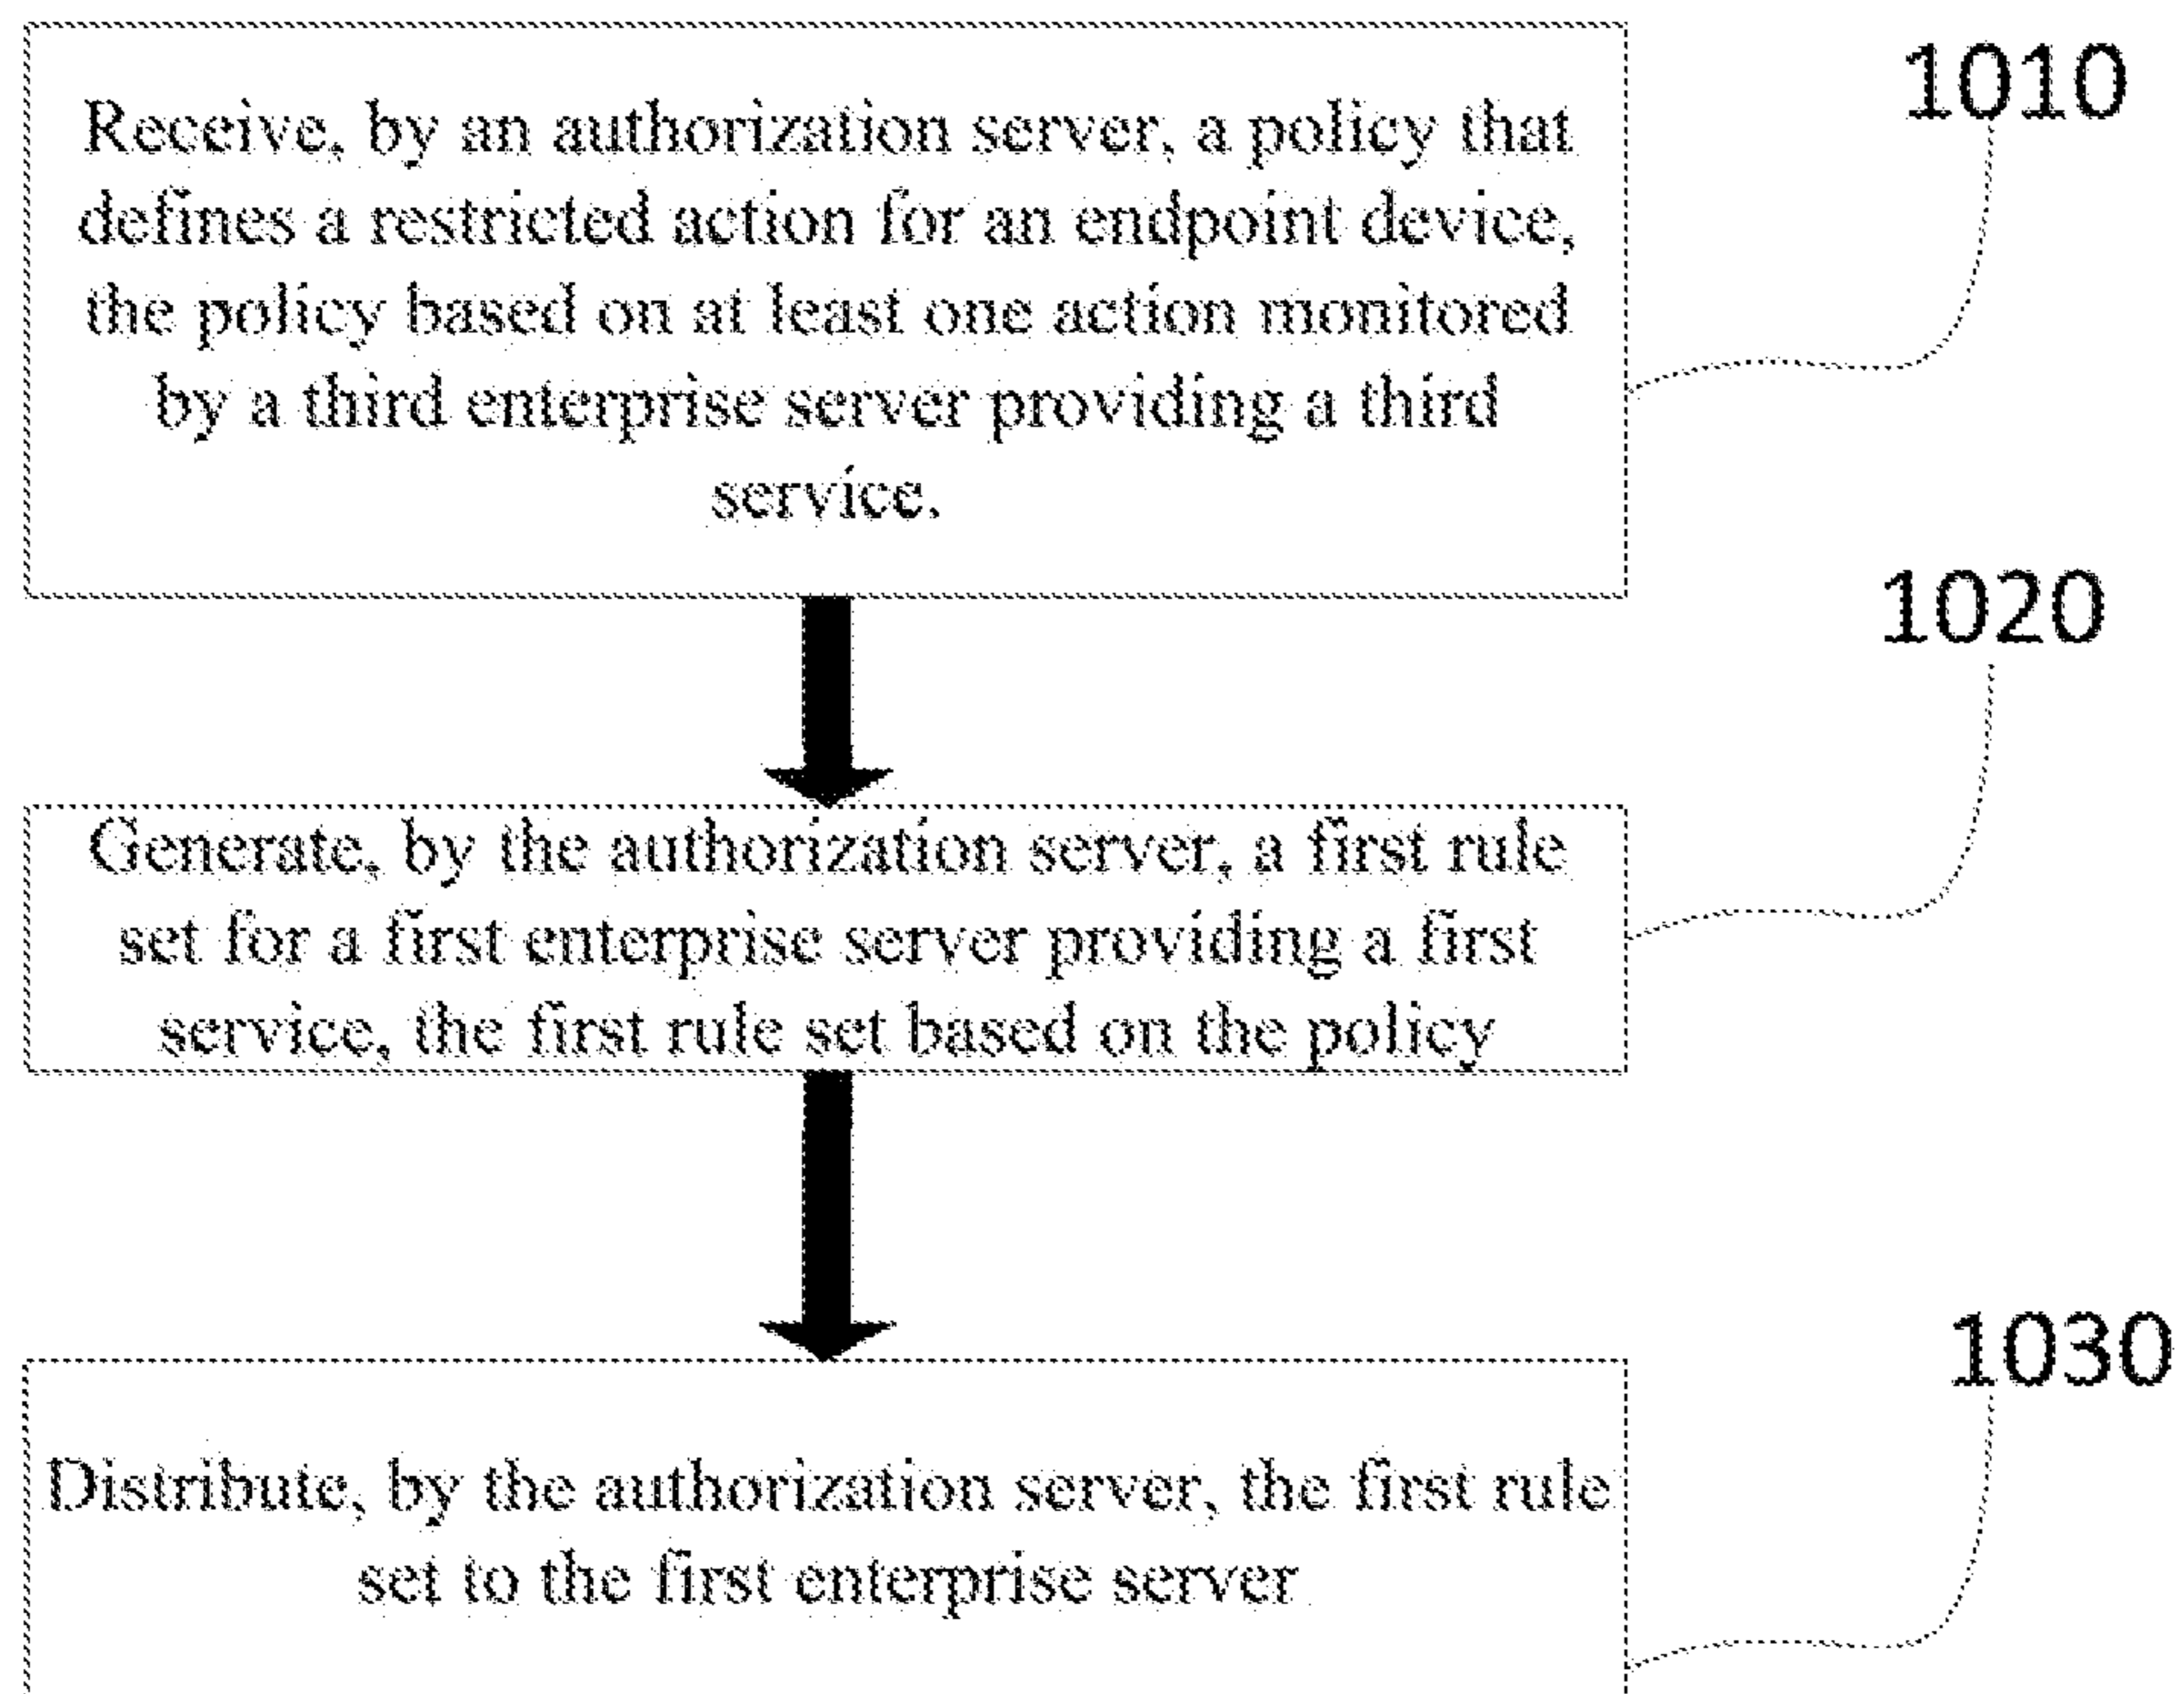 Receive, by an authorization server, a policy that
defines a restricted action for an endpoint device,
the policy based on at least one action monitored
by a third enterprise server providing a third
service.
1010
Generate, by the authorization server, a first rule
set for a first enterprise server providing a first
service, the first rule set based on the policy
1020
Distribute, by the authorization server, the first rule
set to the first enterprise server
1030